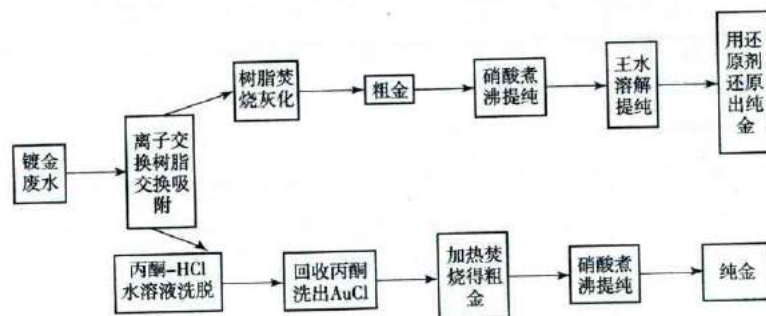 镀金
废水
离子交
换树脂
交换吸
附
树脂焚
烧灰化
粗金
硝酸煮
沸提纯
王水
溶解
提纯
用还
原剂
还原
出纯
金
丙酮-HCl
水溶液洗脱
回收丙酮
洗出AuCl
加热焚
烧得粗
金
硝酸煮
沸提纯
纯金